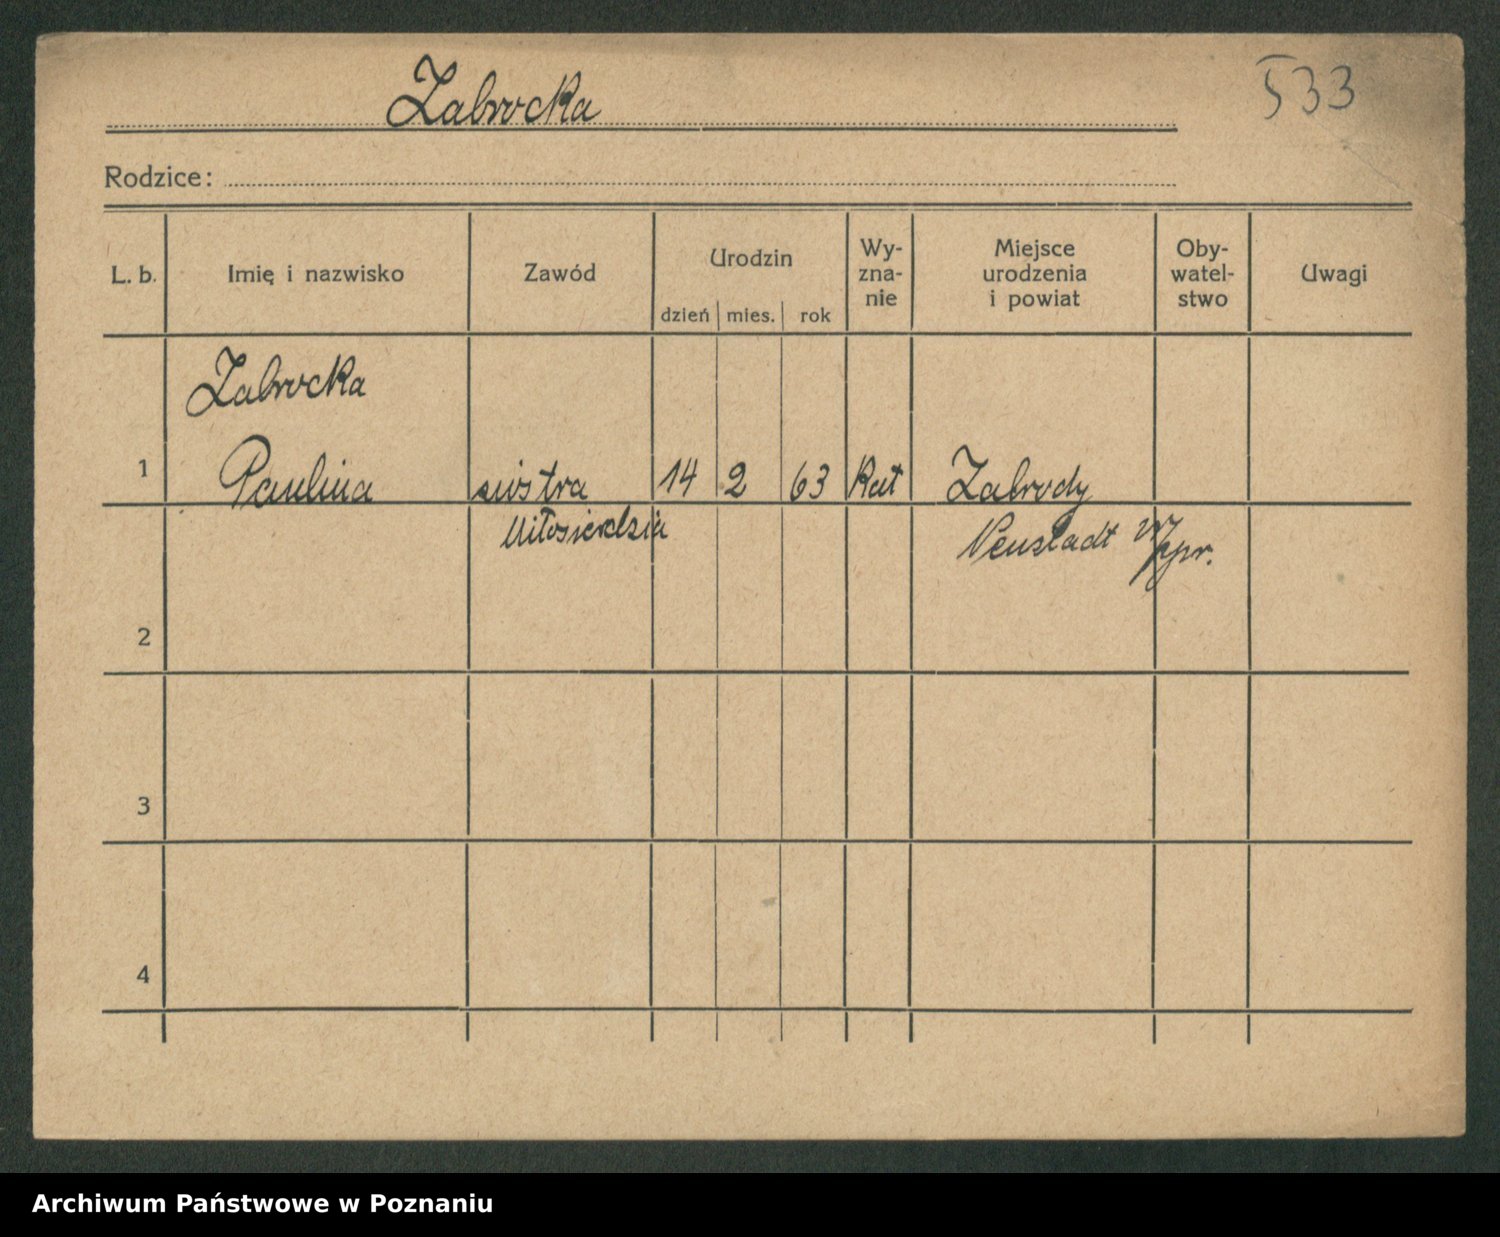 Zabrocka
533
Rodzice:
L. b.
Imię i nazwisko
Zawód
Urodzin
dzień
mies.
rok
Wy-
zna-
nie
Miejsce
urodzenia
i powiat
Oby-
watel-
stwo
Uwagi
Zabrocka
1 Paulina siostra 14 2 63 Kat Zabrody
Miłosierdzia Neustadt W/pr.
2
3
4
Archiwum Państwowe w Poznaniu